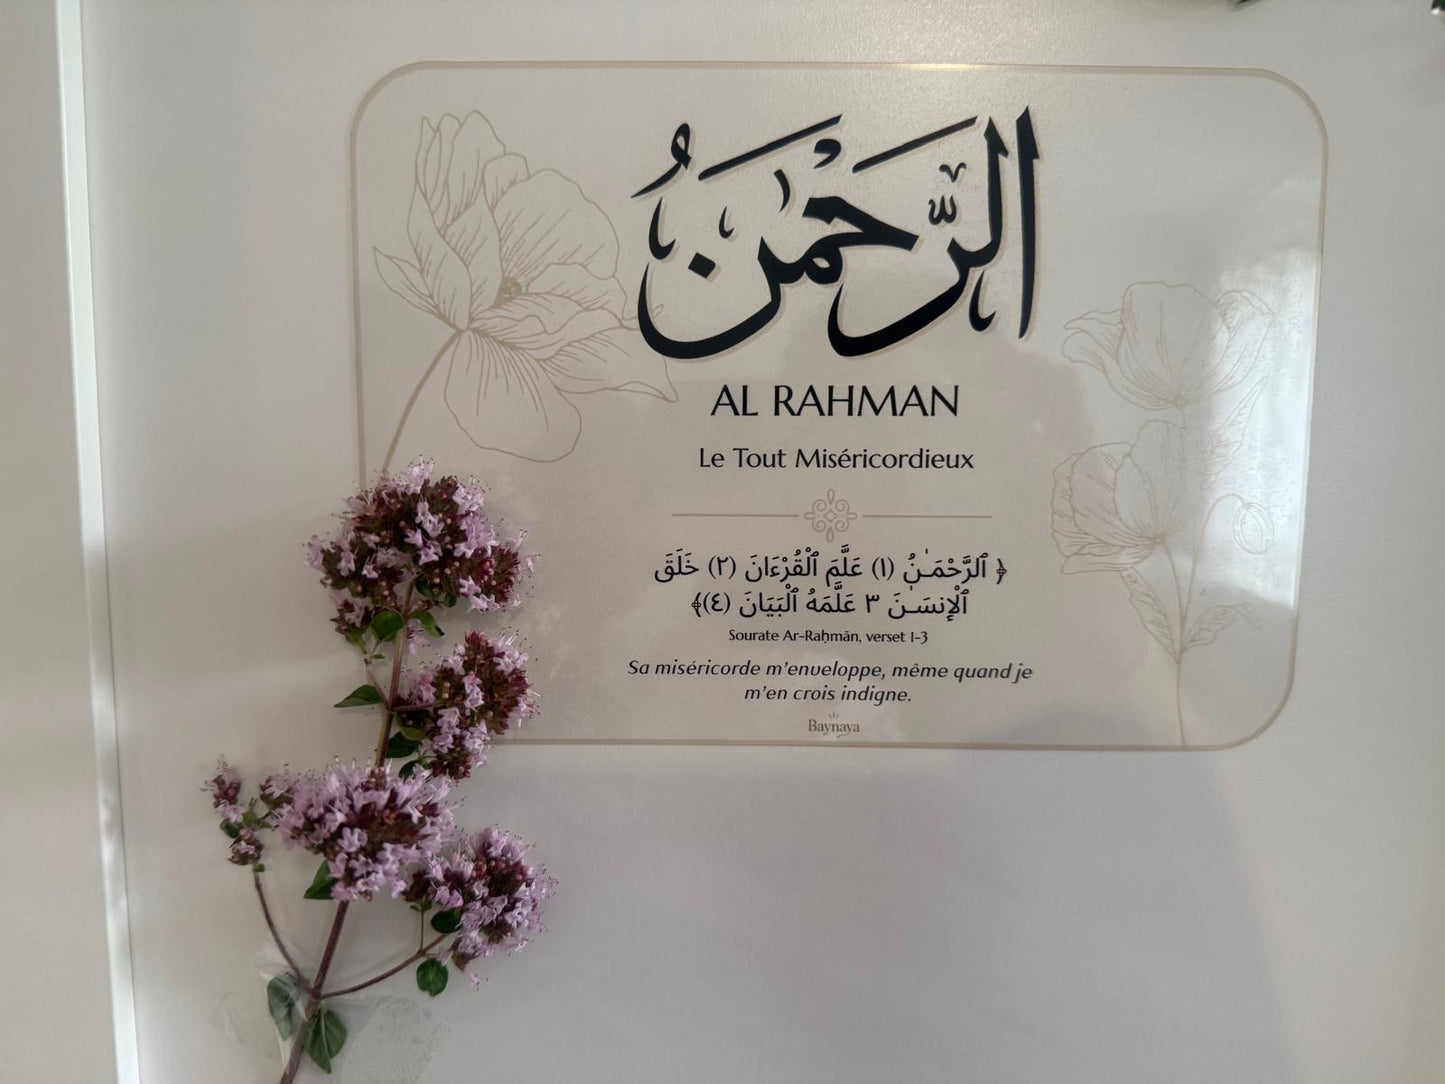 الرَّحْمٰنُ
AL RAHMAN
Le Tout Miséricordieux
﴿ ٱلرَّحْمَـٰنُ (١) عَلَّمَ ٱلْقُرْءَانَ (٢) خَلَقَ
ٱلْإِنسَـٰنَ ٣ عَلَّمَهُ ٱلْبَيَانَ (٤)﴾
Sourate Ar-Raḥmān, verset 1-3
Sa miséricorde m'enveloppe, même quand je
m'en crois indigne.
Baynaya